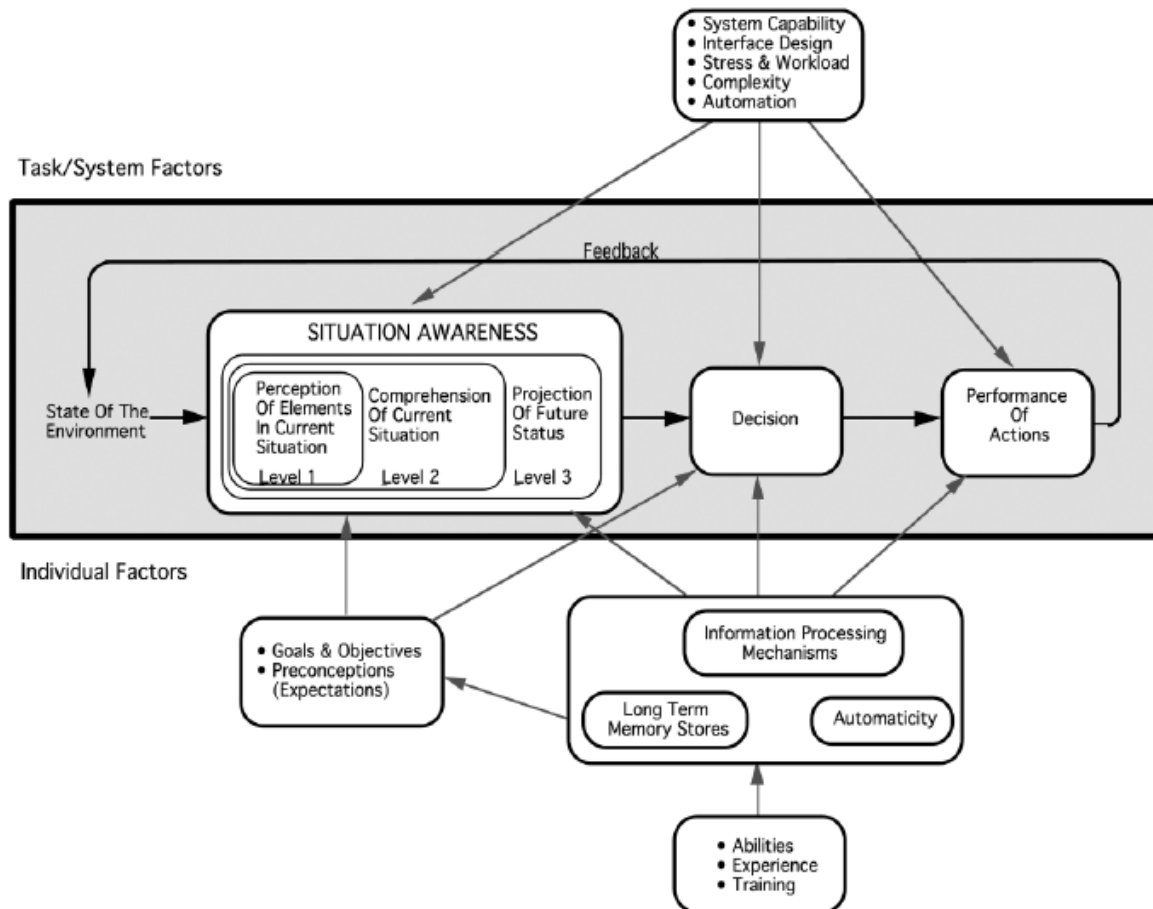 • System Capability
• Interface Design
• Stress & Workload
• Complexity
• Automation
Task/System Factors
Feedback
SITUATION AWARENESS
Perception
Of Elements
In Current
Situation
Level 1
Comprehension
Of Current
Situation
Level 2
Projection
Of Future
Status
Level 3
State Of The
Environment
Decision
Performance
Of
Actions
Individual Factors
• Goals & Objectives
• Preconceptions
(Expectations)
Information Processing
Mechanisms
Long Term
Memory Stores
Automaticity
• Abilities
• Experience
• Training